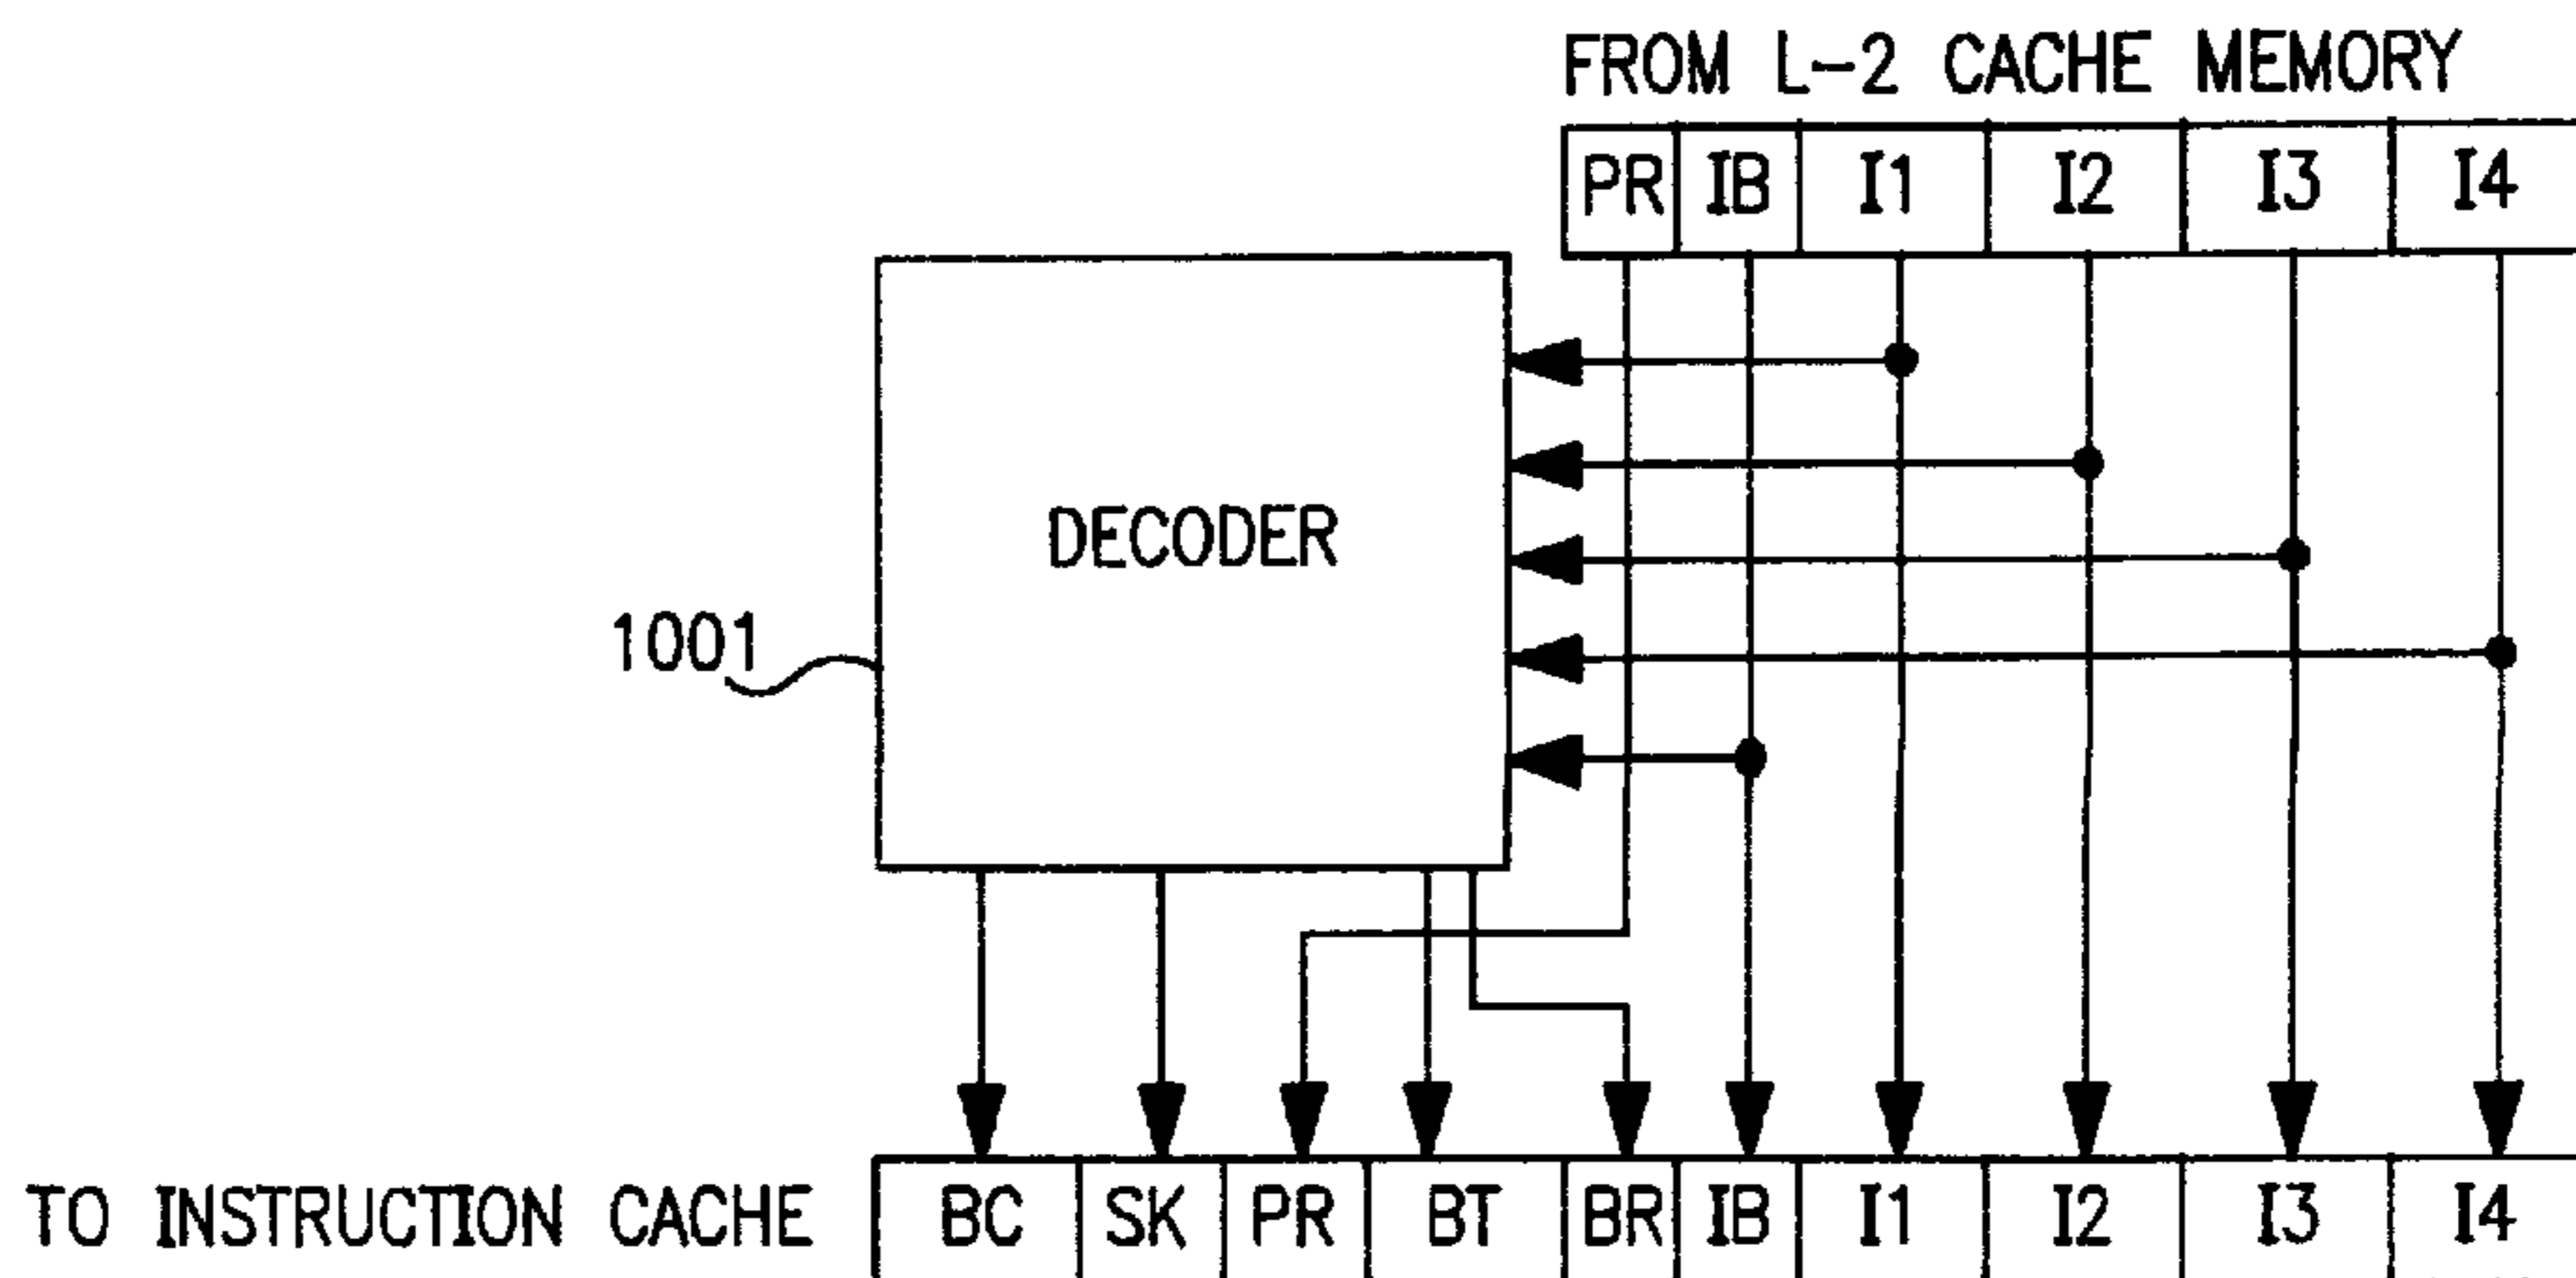 FROM L-2 CACHE MEMORY
PR IB I1 I2 I3 I4
DECODER
1001
TO INSTRUCTION CACHE BC SK PR BT BR IB I1 I2 I3 I4